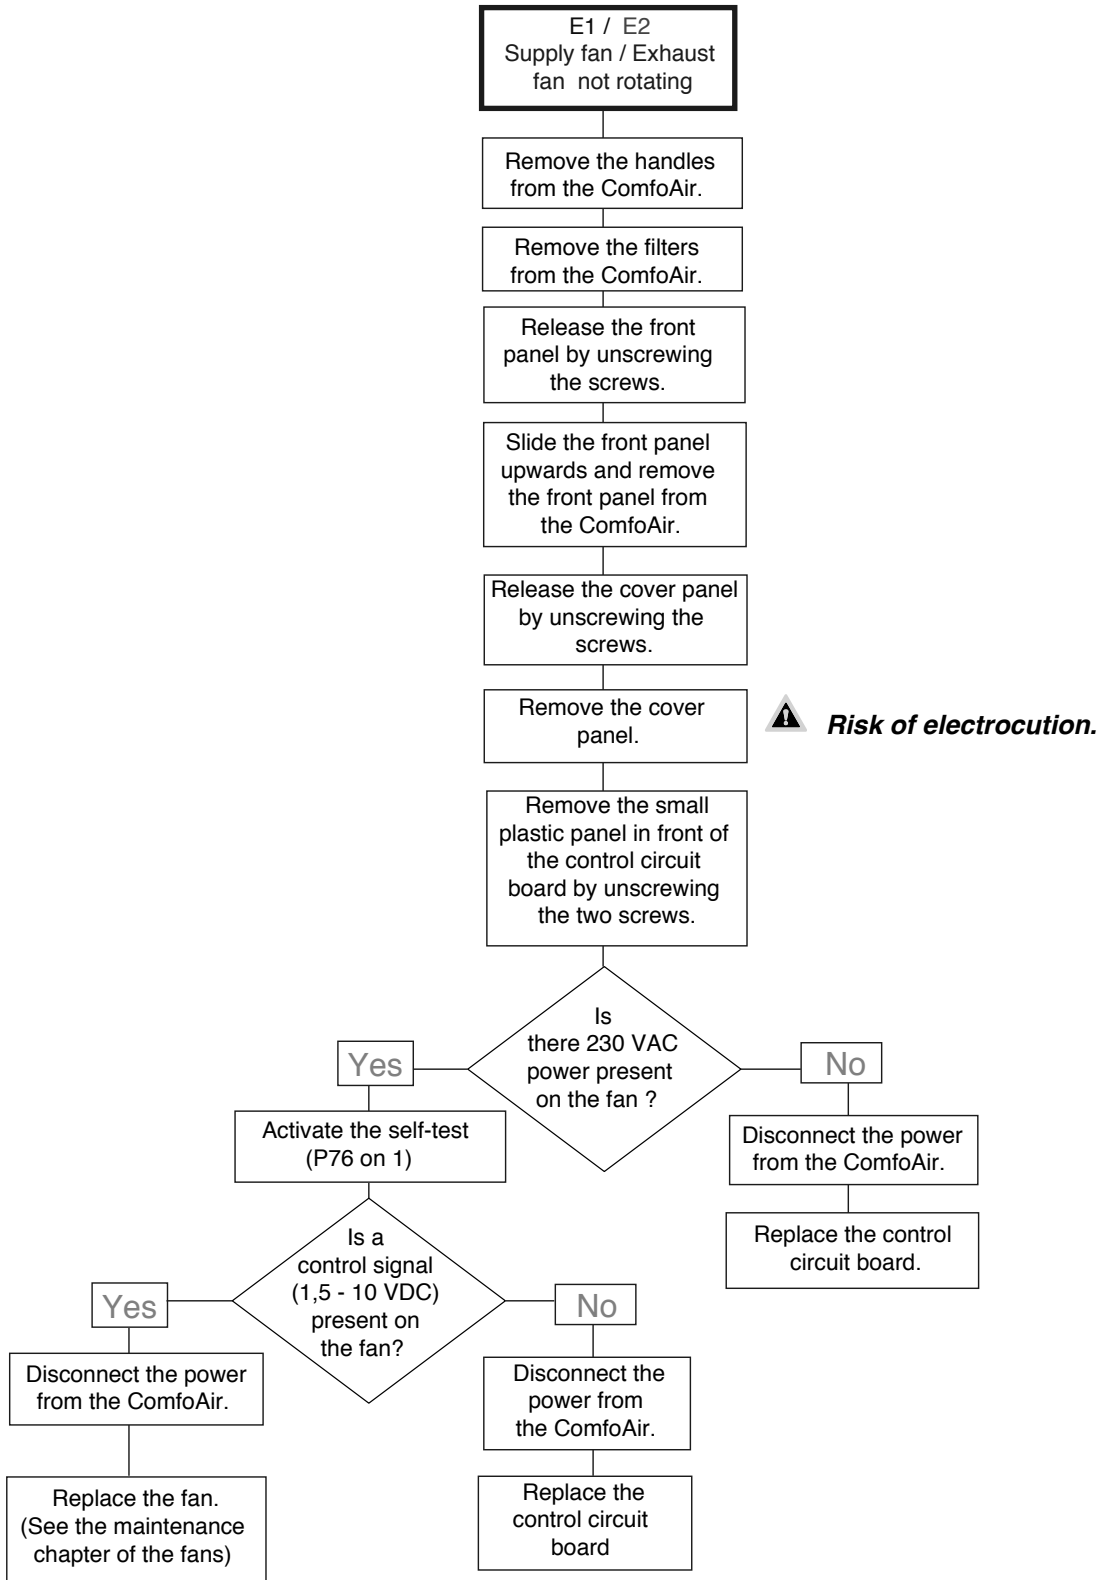 E1 / E2
Supply fan / Exhaust
fan not rotating
Remove the handles
from the ComfoAir.
Remove the filters
from the ComfoAir.
Release the front
panel by unscrewing
the screws.
Slide the front panel
upwards and remove
the front panel from
the ComfoAir.
Release the cover panel
by unscrewing the
screws.
Remove the cover
panel.
Risk of electrocution.
Remove the small
plastic panel in front of
the control circuit
board by unscrewing
the two screws.
Is
there 230 VAC
power present
on the fan ?
Yes
No
Activate the self-test
(P76 on 1)
Disconnect the power
from the ComfoAir.
Replace the control
circuit board.
Is a
control signal
(1,5 - 10 VDC)
present on
the fan?
Yes
No
Disconnect the power
from the ComfoAir.
Replace the fan.
(See the maintenance
chapter of the fans)
Disconnect the
power from
the ComfoAir.
Replace the
control circuit
board